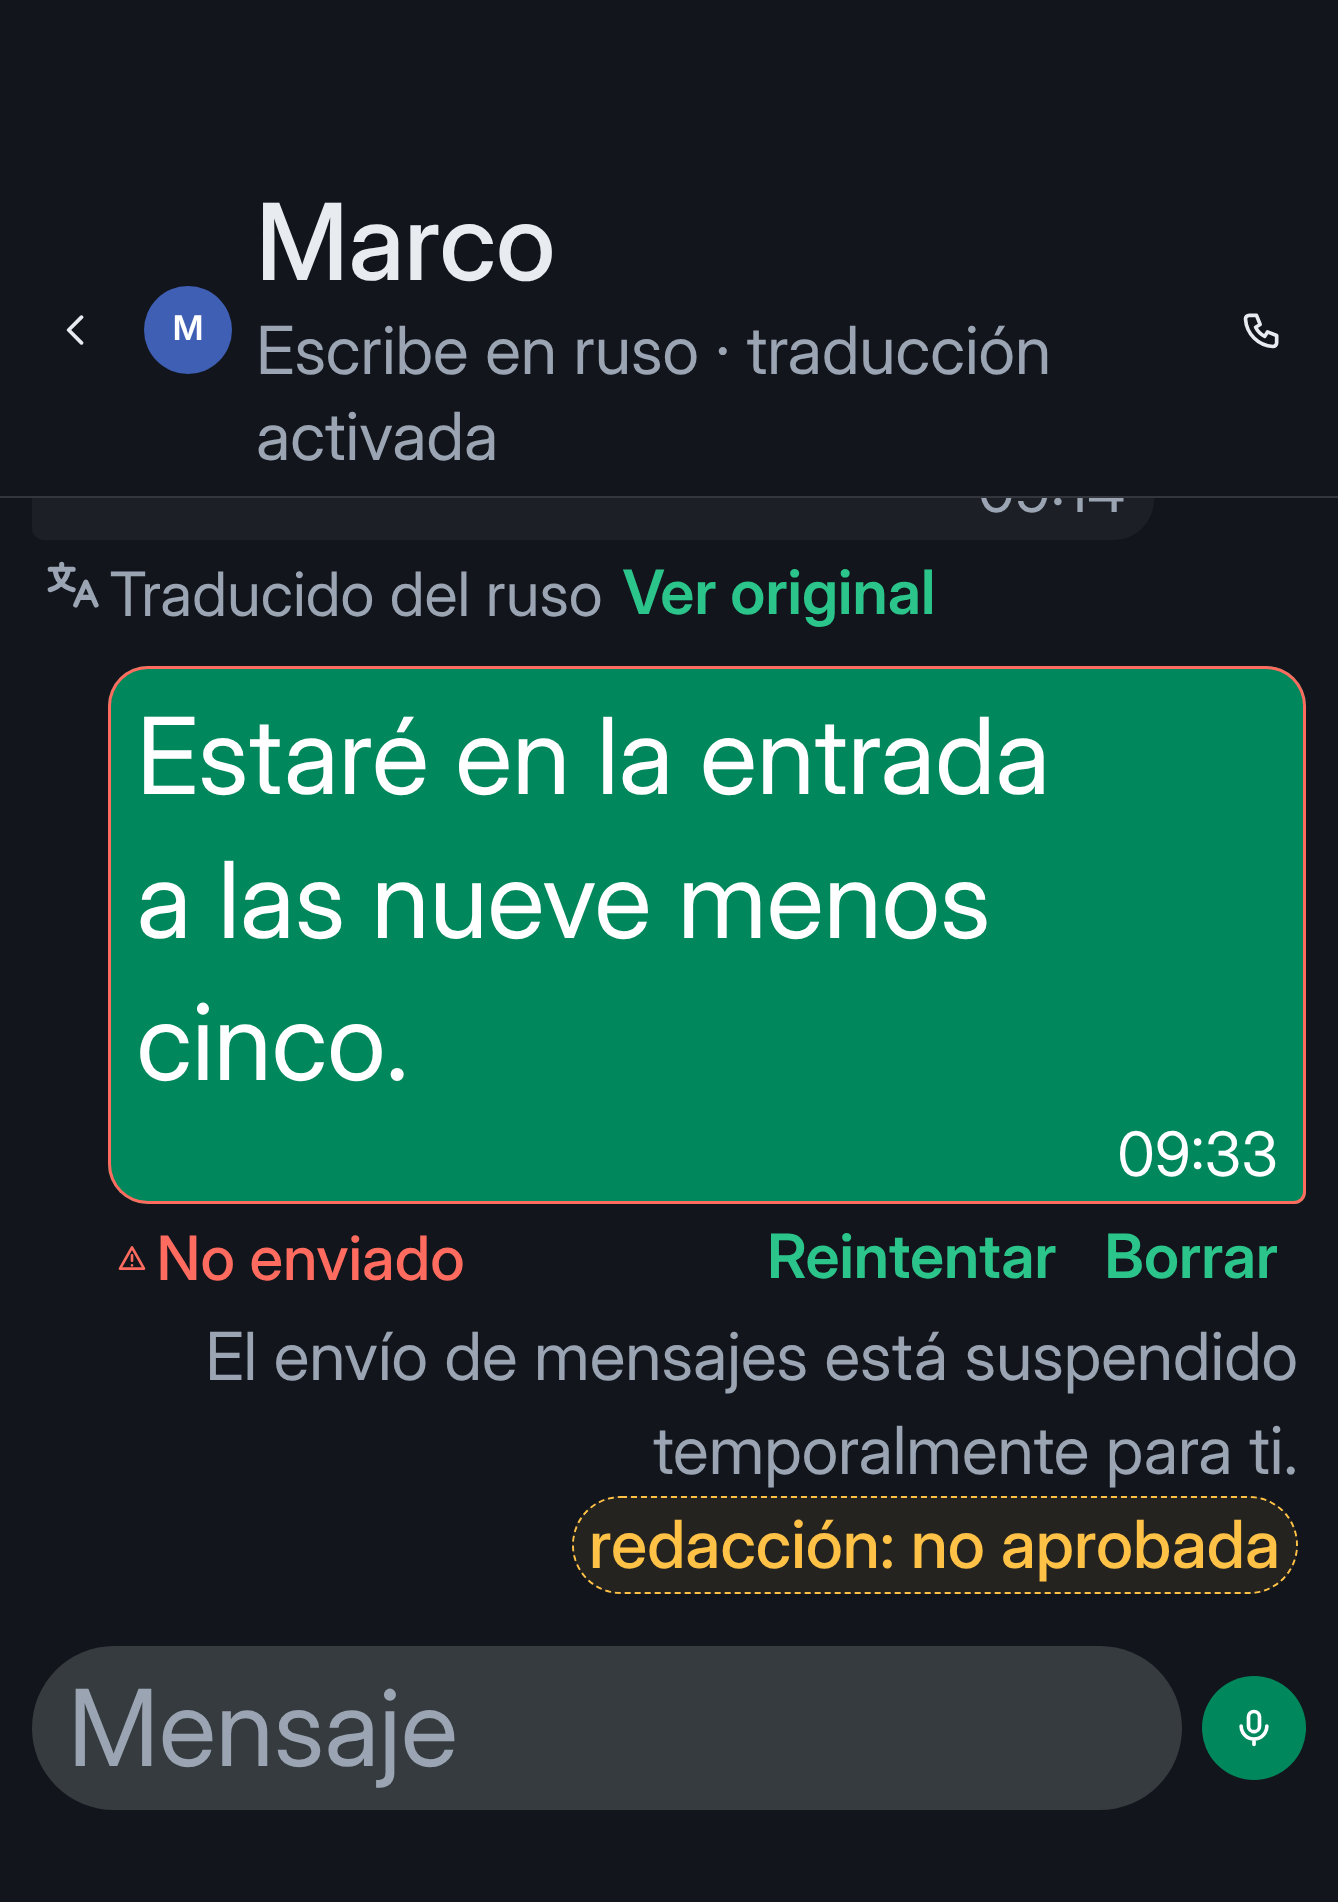 Marco
M
Escribe en ruso · traducción
activada
Traducido del ruso Ver original
Estaré en la entrada
a las nueve menos
cinco.
09:33
No enviado Reintentar Borrar
El envío de mensajes está suspendido
temporalmente para ti.
redacción: no aprobada
Mensaje